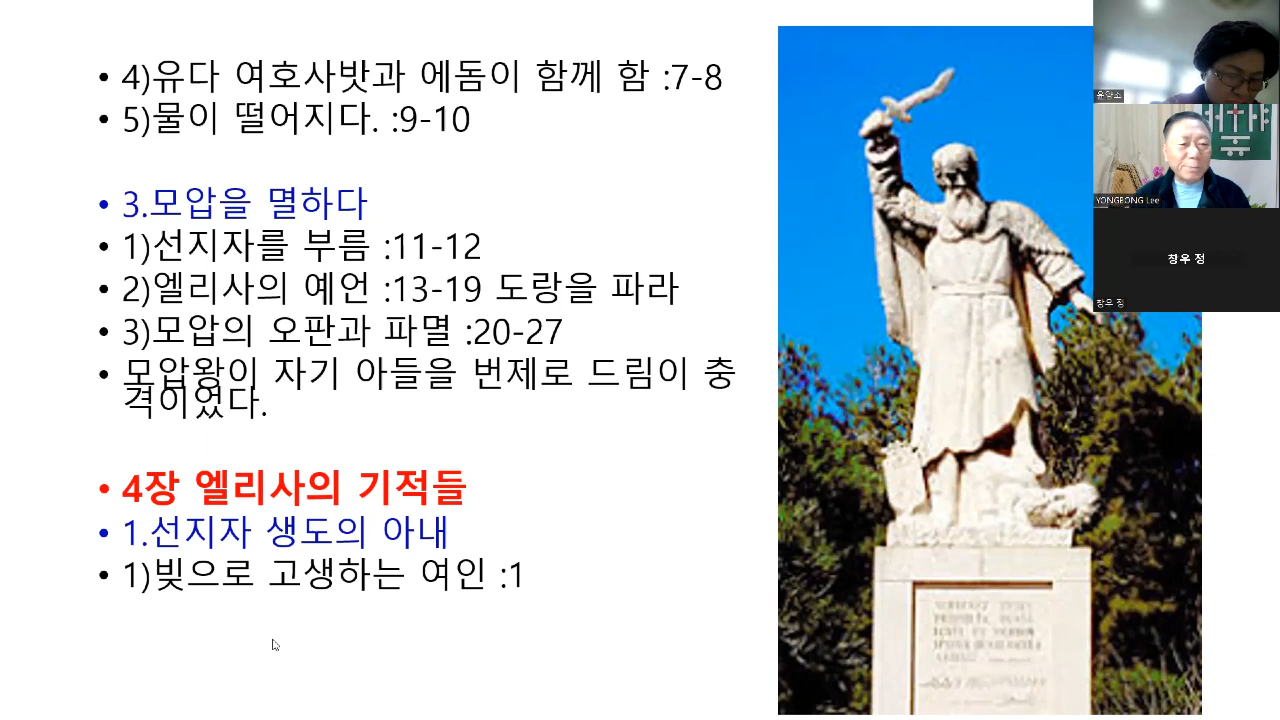 • 4)유다 여호사밧과 에돔이 함께 함 :7-8
• 5)물이 떨어지다. :9-10
• 3.모압을 멸하다
• 1)선지자를 부름 :11-12
• 2)엘리사의 예언 :13-19 도랑을 파라
• 3)모압의 오판과 파멸 :20-27
• 모압왕이 자기 아들을 번제로 드림이 충
격이었다.
• 4장 엘리사의 기적들
• 1.선지자 생도의 아내
• 1)빚으로 고생하는 여인 :1
YONGBONG Lee
창우 정
창우 정